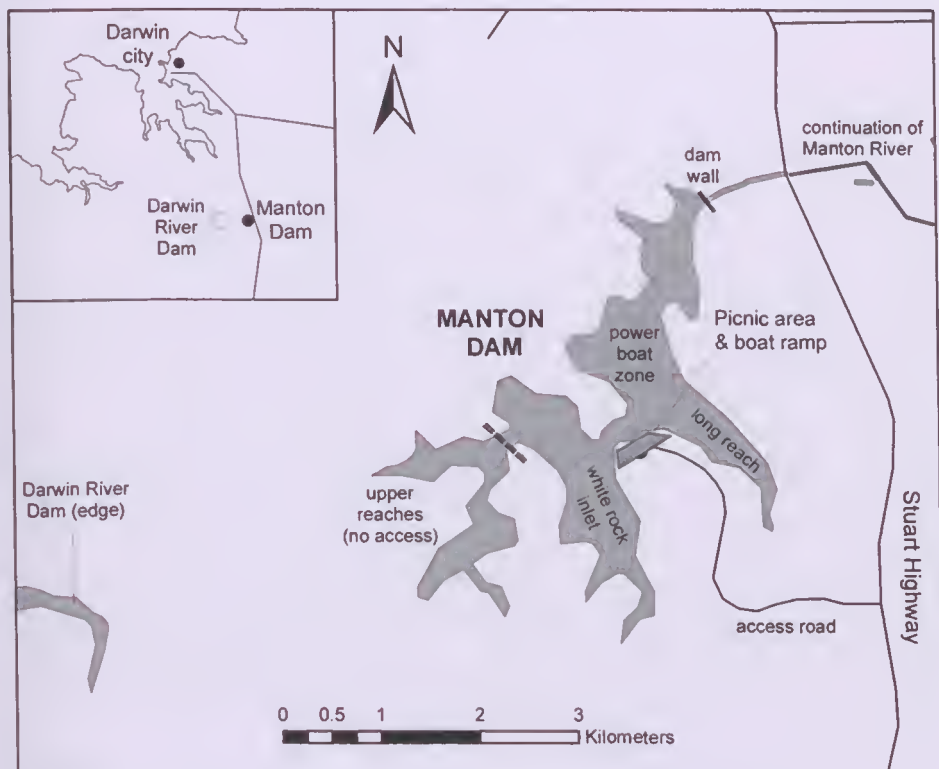 Darwin
city
Darwin
River
Dam
Manton
Dam
N
dam
wall
continuation of
Manton River
MANTON
DAM
power
boat
zone
Picnic area
& boat ramp
long reach
white rock
inlet
upper
reaches
(no access)
Darwin River
Dam (edge)
Stuart Highway
access road
0 0.5 1 2 3
Kilometers